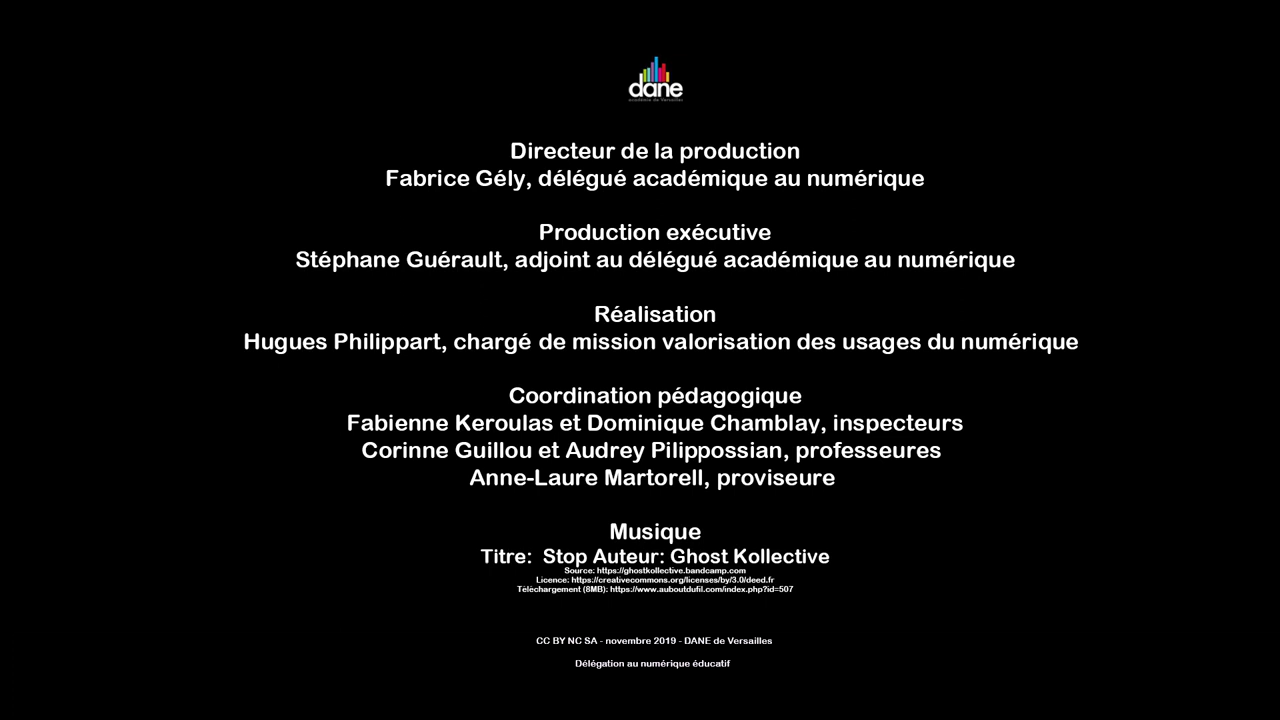 dane
académie de Versailles
Directeur de la production
Fabrice Gély, délégué académique au numérique
Production exécutive
Stéphane Guérault, adjoint au délégué académique au numérique
Réalisation
Hugues Philippart, chargé de mission valorisation des usages du numérique
Coordination pédagogique
Fabienne Keroulas et Dominique Chamblay, inspecteurs
Corinne Guillou et Audrey Pilippossian, professeures
Anne-Laure Martorell, proviseure
Musique
Titre:  Stop Auteur: Ghost Kollective
Source: https://ghostkollective.bandcamp.com
Licence: https://creativecommons.org/licenses/by/3.0/deed.fr
Téléchargement (8MB): https://www.auboutdufil.com/index.php?id=507
CC BY NC SA - novembre 2019 - DANE de Versailles
Délégation au numérique éducatif